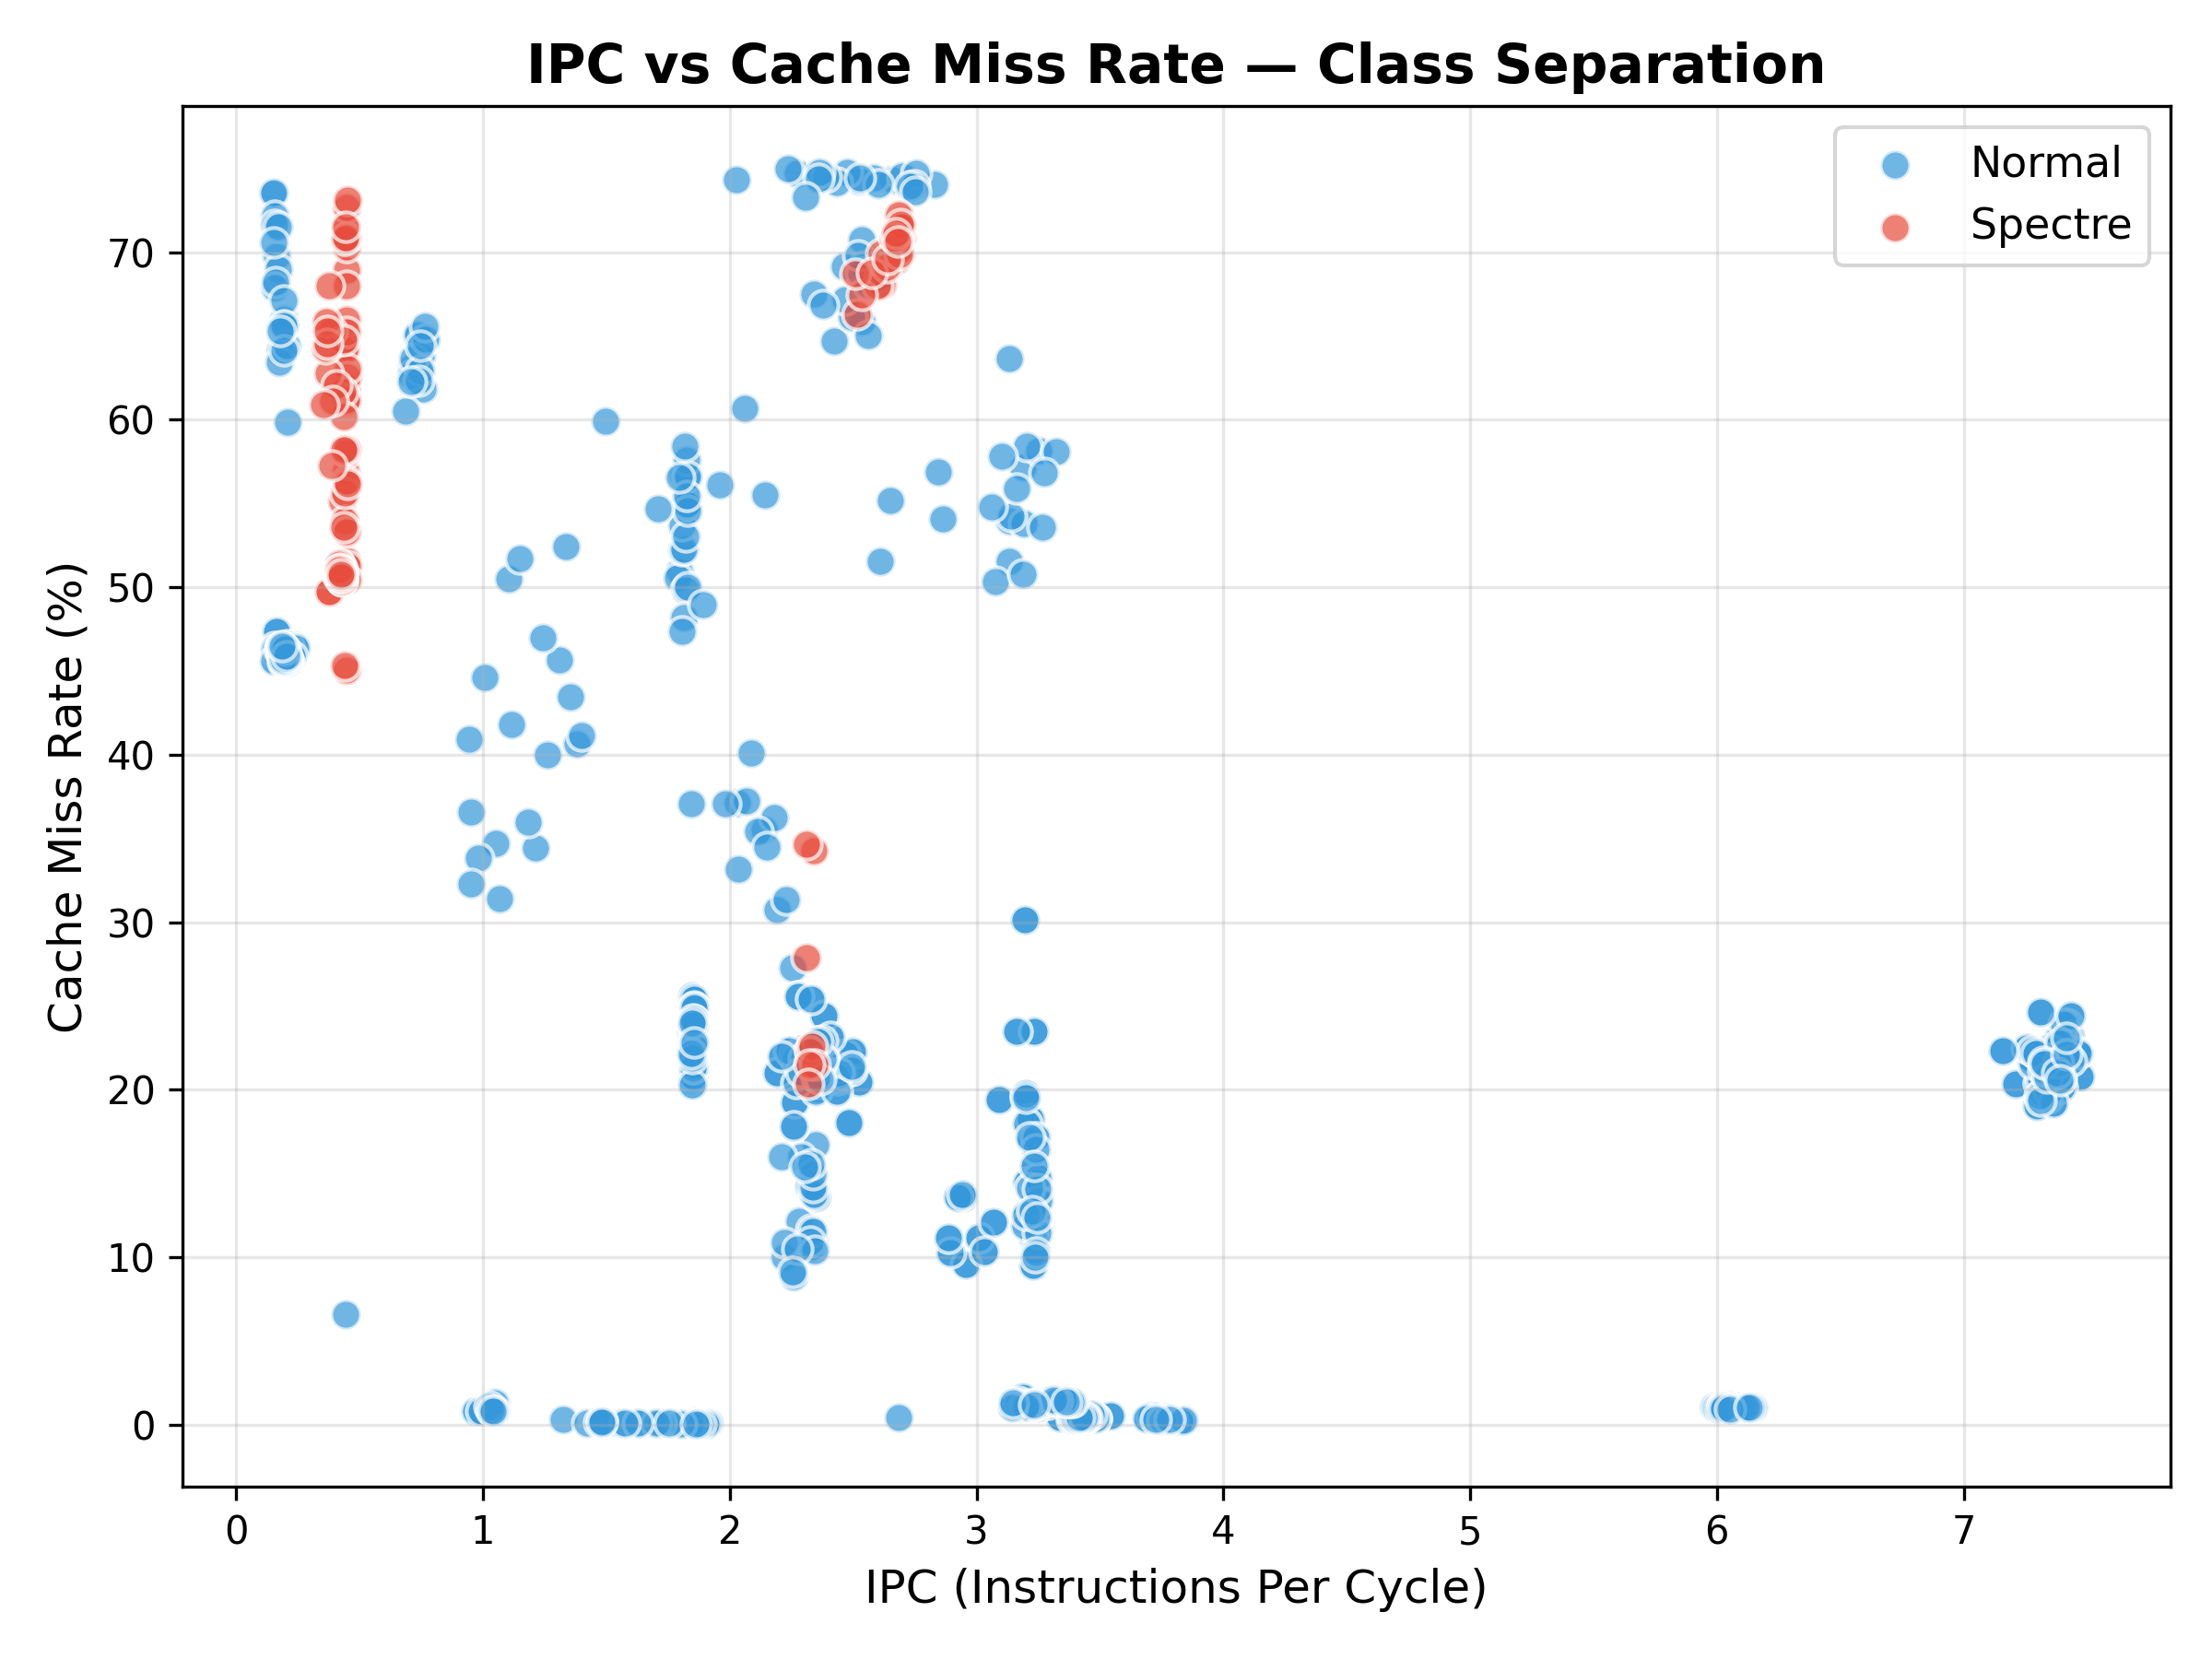 IPC vs Cache Miss Rate — Class Separation
Normal
Spectre
Cache Miss Rate (%)
70
60
50
40
30
20
10
0
0 1 2 3 4 5 6 7
IPC (Instructions Per Cycle)